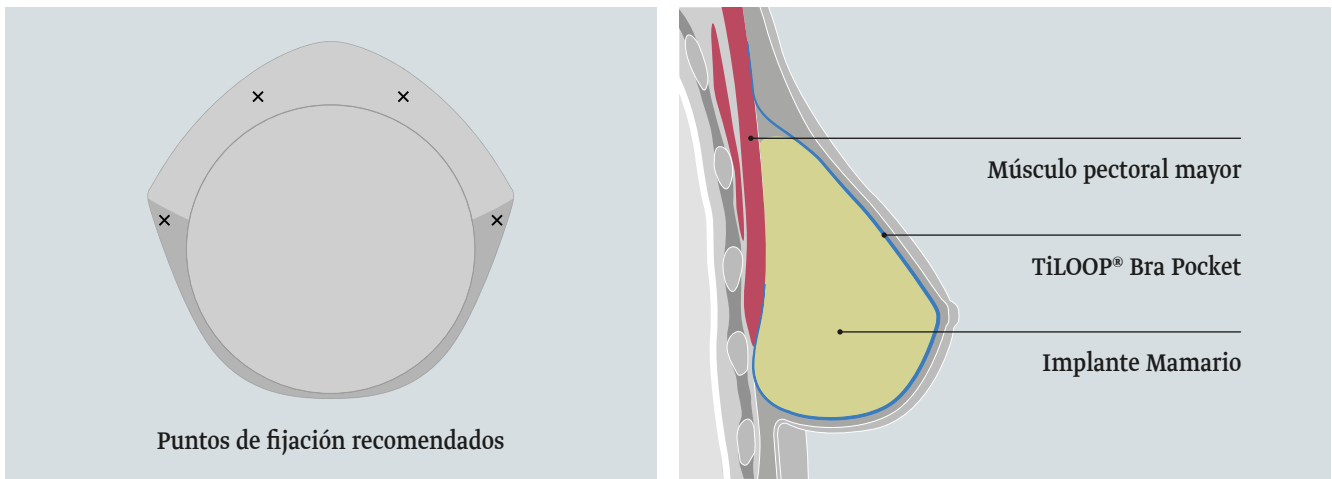 Puntos de fijación recomendados
Músculo pectoral mayor
TiLOOP® Bra Pocket
Implante Mamario